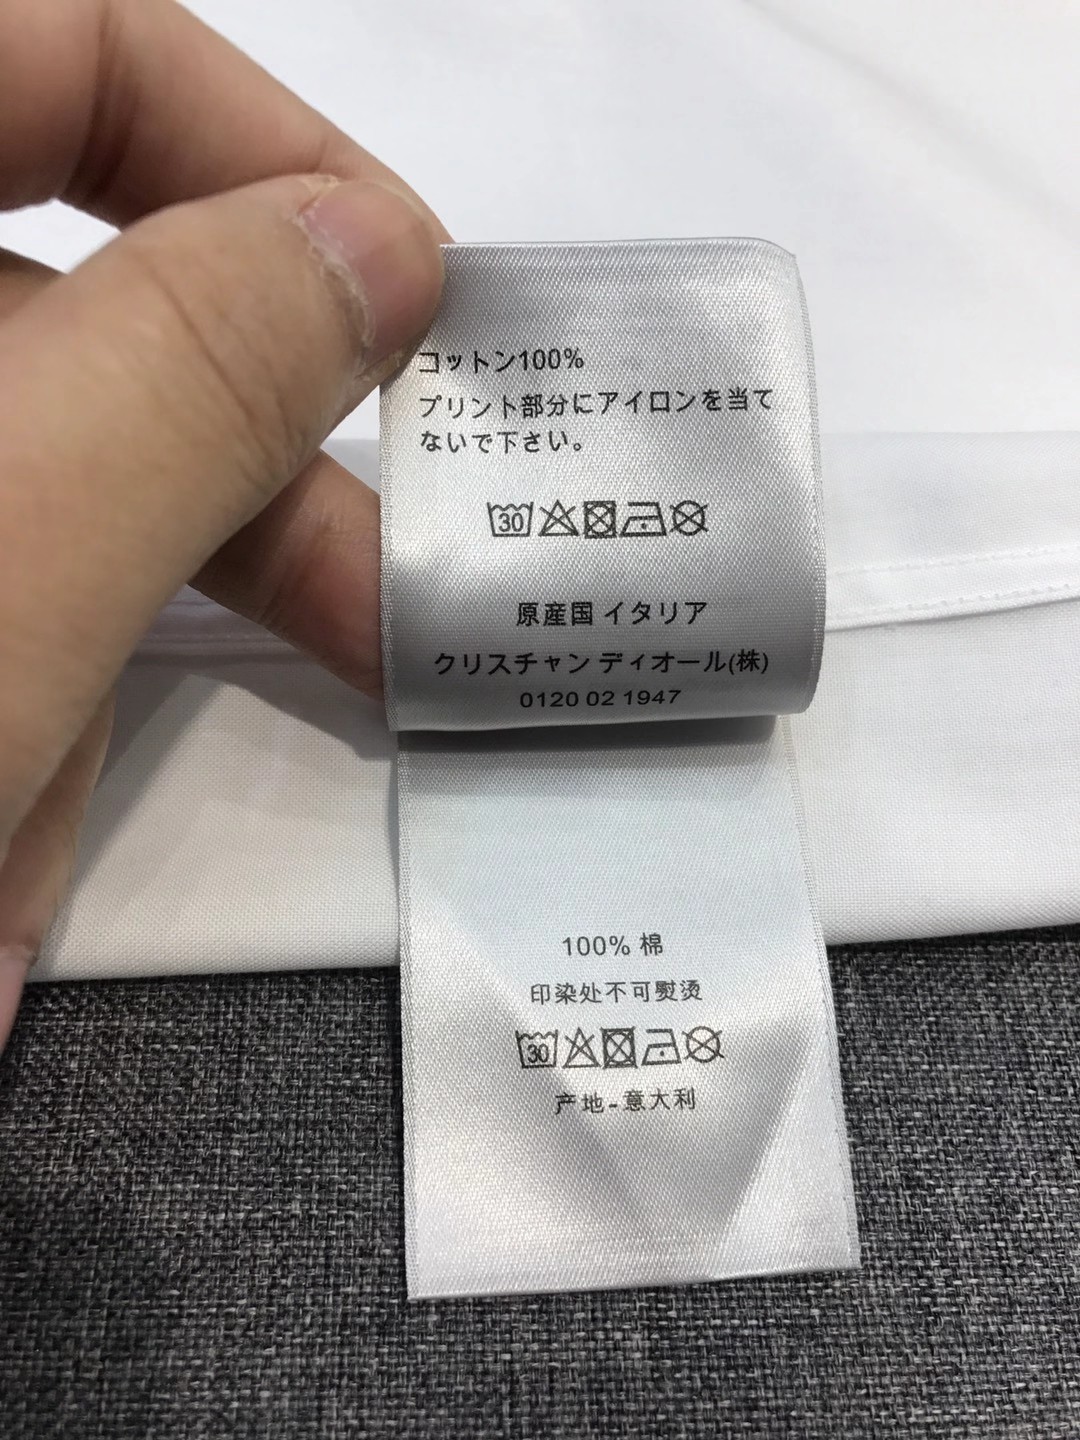 コットン100%
プリント部分にアイロンを当て
ないで下さい。
30
原産国 イタリア
クリスチャン ディオール(株)
0120 02 1947
100% 棉
印染处不可熨烫
30
产地-意大利